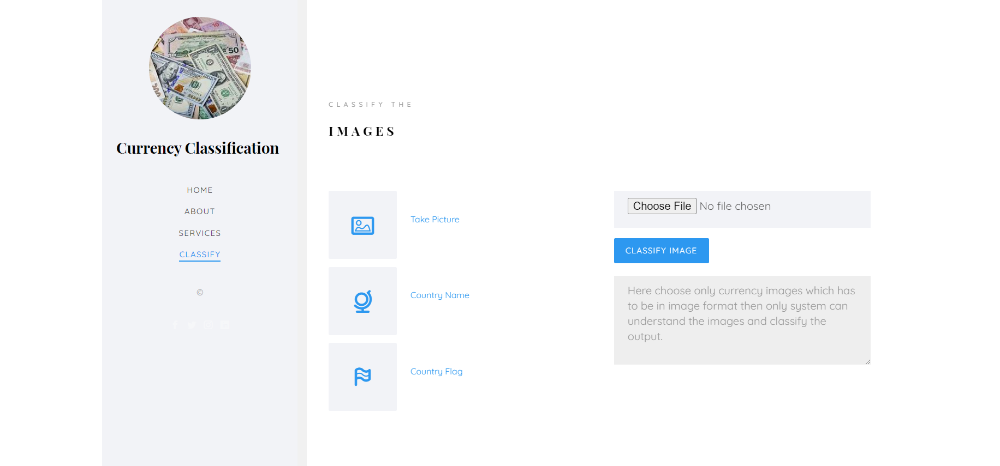 Currency Classification
HOME
ABOUT
SERVICES
CLASSIFY
©
CLASSIFY THE
IMAGES
Take Picture
Country Name
Country Flag
Choose File No file chosen
CLASSIFY IMAGE
Here choose only currency images which has
to be in image format then only system can
understand the images and classify the
output.